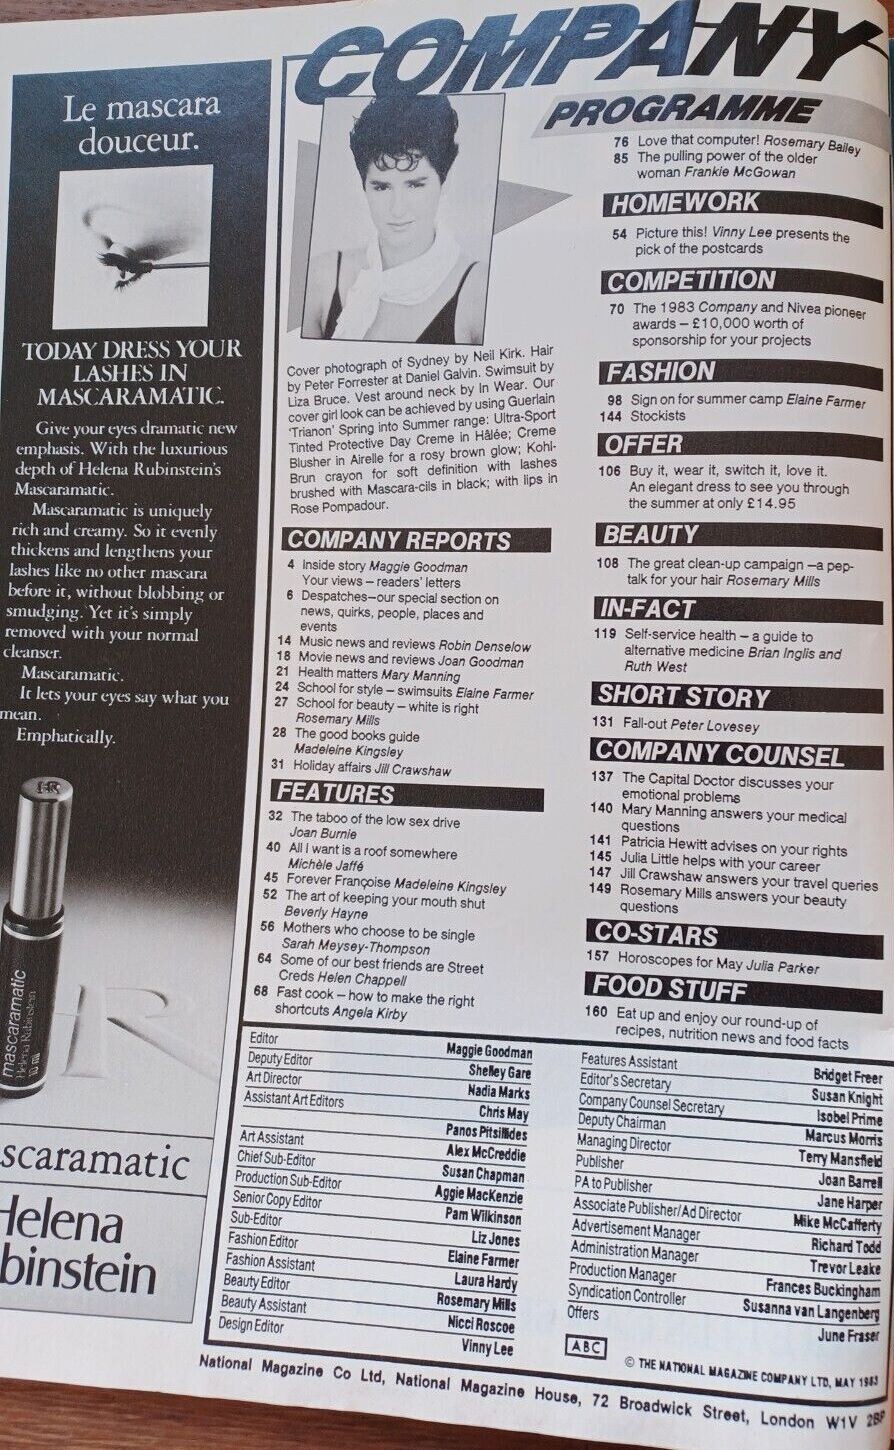 Le mascara
douceur.
TODAY DRESS YOUR
LASHES IN
MASCARAMATIC.
Give your eyes dramatic new
emphasis. With the luxurious
depth of Helena Rubinstein's
Mascaramatic.
Mascaramatic is uniquely
rich and creamy. So it evenly
thickens and lengthens your
lashes like no other mascara
before it, without blobbing or
smudging. Yet it's simply
removed with your normal
cleanser.
Mascaramatic.
It lets your eyes say what you
mean.
Emphatically.
HR
mascaramatic
Helena Rubinstein
10 ml
scaramatic
Helena
binstein
COMPANY
PROGRAMME
Cover photograph of Sydney by Neil Kirk. Hair
by Peter Forrester at Daniel Galvin. Swimsuit by
Liza Bruce. Vest around neck by In Wear. Our
cover girl look can be achieved by using Guerlain
'Trianon' Spring into Summer range: Ultra-Sport
Tinted Protective Day Creme in Hâlée; Creme
Blusher in Airelle for a rosy brown glow; Kohl-
Brun crayon for soft definition with lashes
brushed with Mascara-cils in black; with lips in
Rose Pompadour.
COMPANY REPORTS
4 Inside story Maggie Goodman
Your views – readers' letters
6 Despatches–our special section on
news, quirks, people, places and
events
14 Music news and reviews Robin Denselow
18 Movie news and reviews Joan Goodman
21 Health matters Mary Manning
24 School for style – swimsuits Elaine Farmer
27 School for beauty – white is right
Rosemary Mills
28 The good books guide
Madeleine Kingsley
31 Holiday affairs Jill Crawshaw
FEATURES
32 The taboo of the low sex drive
Joan Burnie
40 All I want is a roof somewhere
Michèle Jaffé
45 Forever Françoise Madeleine Kingsley
52 The art of keeping your mouth shut
Beverly Hayne
56 Mothers who choose to be single
Sarah Meysey-Thompson
64 Some of our best friends are Street
Creds Helen Chappell
68 Fast cook – how to make the right
shortcuts Angela Kirby
76 Love that computer! Rosemary Bailey
85 The pulling power of the older
woman Frankie McGowan
HOMEWORK
54 Picture this! Vinny Lee presents the
pick of the postcards
COMPETITION
70 The 1983 Company and Nivea pioneer
awards – £10,000 worth of
sponsorship for your projects
FASHION
98 Sign on for summer camp Elaine Farmer
144 Stockists
OFFER
106 Buy it, wear it, switch it, love it.
An elegant dress to see you through
the summer at only £14.95
BEAUTY
108 The great clean-up campaign –a pep-
talk for your hair Rosemary Mills
IN-FACT
119 Self-service health – a guide to
alternative medicine Brian Inglis and
Ruth West
SHORT STORY
131 Fall-out Peter Lovesey
COMPANY COUNSEL
137 The Capital Doctor discusses your
emotional problems
140 Mary Manning answers your medical
questions
141 Patricia Hewitt advises on your rights
145 Julia Little helps with your career
147 Jill Crawshaw answers your travel queries
149 Rosemary Mills answers your beauty
questions
CO-STARS
157 Horoscopes for May Julia Parker
FOOD STUFF
160 Eat up and enjoy our round-up of
recipes, nutrition news and food facts
Editor Maggie Goodman
Deputy Editor Shelley Gare
Art Director Nadia Marks
Assistant Art Editors Chris May
Panos Pitsillides
Art Assistant Alex McCreddie
Chief Sub-Editor Susan Chapman
Production Sub-Editor Aggie MacKenzie
Senior Copy Editor Pam Wilkinson
Sub-Editor Liz Jones
Fashion Editor Elaine Farmer
Fashion Assistant Laura Hardy
Beauty Editor Rosemary Mills
Beauty Assistant Nicci Roscoe
Design Editor Vinny Lee
Features Assistant Bridget Freer
Editor's Secretary Susan Knight
Company Counsel Secretary Isobel Prime
Deputy Chairman Marcus Morris
Managing Director Terry Mansfield
Publisher Joan Barrell
PA to Publisher Jane Harper
Associate Publisher/Ad Director Mike McCafferty
Advertisement Manager Richard Todd
Administration Manager Trevor Leake
Production Manager Frances Buckingham
Syndication Controller Susanna van Langenberg
Offers June Fraser
ABC
© THE NATIONAL MAGAZINE COMPANY LTD, MAY 1983
National Magazine Co Ltd, National Magazine House, 72 Broadwick Street, London W1V